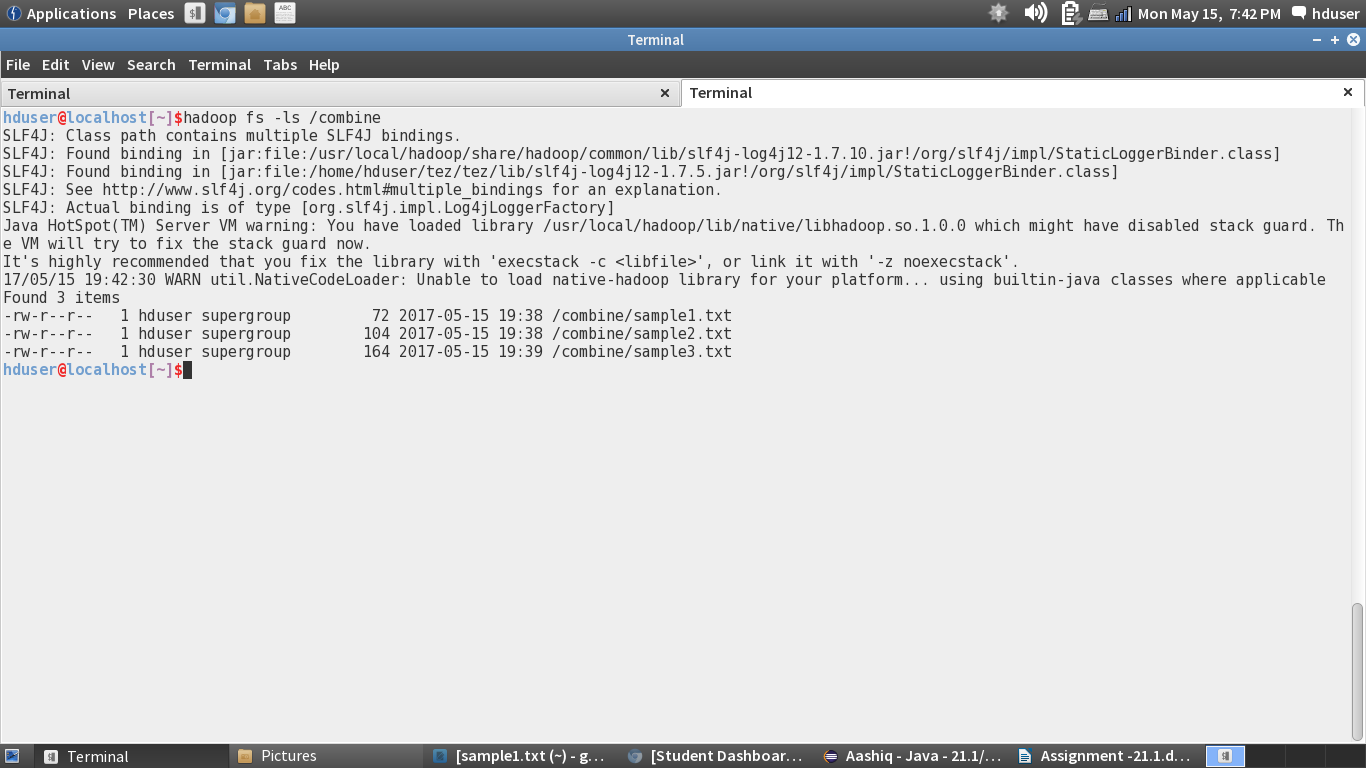 Applications Places Mon May 15, 7:42 PM hduser
Terminal
File Edit View Search Terminal Tabs Help
Terminal
Terminal
hduser@localhost[~]$hadoop fs -ls /combine
SLF4J: Class path contains multiple SLF4J bindings.
SLF4J: Found binding in [jar:file:/usr/local/hadoop/share/hadoop/common/lib/slf4j-log4j12-1.7.10.jar!/org/slf4j/impl/StaticLoggerBinder.class]
SLF4J: Found binding in [jar:file:/home/hduser/tez/tez/lib/slf4j-log4j12-1.7.5.jar!/org/slf4j/impl/StaticLoggerBinder.class]
SLF4J: See http://www.slf4j.org/codes.html#multiple_bindings for an explanation.
SLF4J: Actual binding is of type [org.slf4j.impl.Log4jLoggerFactory]
Java HotSpot(TM) Server VM warning: You have loaded library /usr/local/hadoop/lib/native/libhadoop.so.1.0.0 which might have disabled stack guard. Th
e VM will try to fix the stack guard now.
It's highly recommended that you fix the library with 'execstack -c <libfile>', or link it with '-z noexecstack'.
17/05/15 19:42:30 WARN util.NativeCodeLoader: Unable to load native-hadoop library for your platform... using builtin-java classes where applicable
Found 3 items
-rw-r--r--   1 hduser supergroup         72 2017-05-15 19:38 /combine/sample1.txt
-rw-r--r--   1 hduser supergroup        104 2017-05-15 19:38 /combine/sample2.txt
-rw-r--r--   1 hduser supergroup        164 2017-05-15 19:39 /combine/sample3.txt
hduser@localhost[~]$
Terminal Pictures [sample1.txt (~) - g... [Student Dashboar... Aashiq - Java - 21.1/... Assignment -21.1.d...